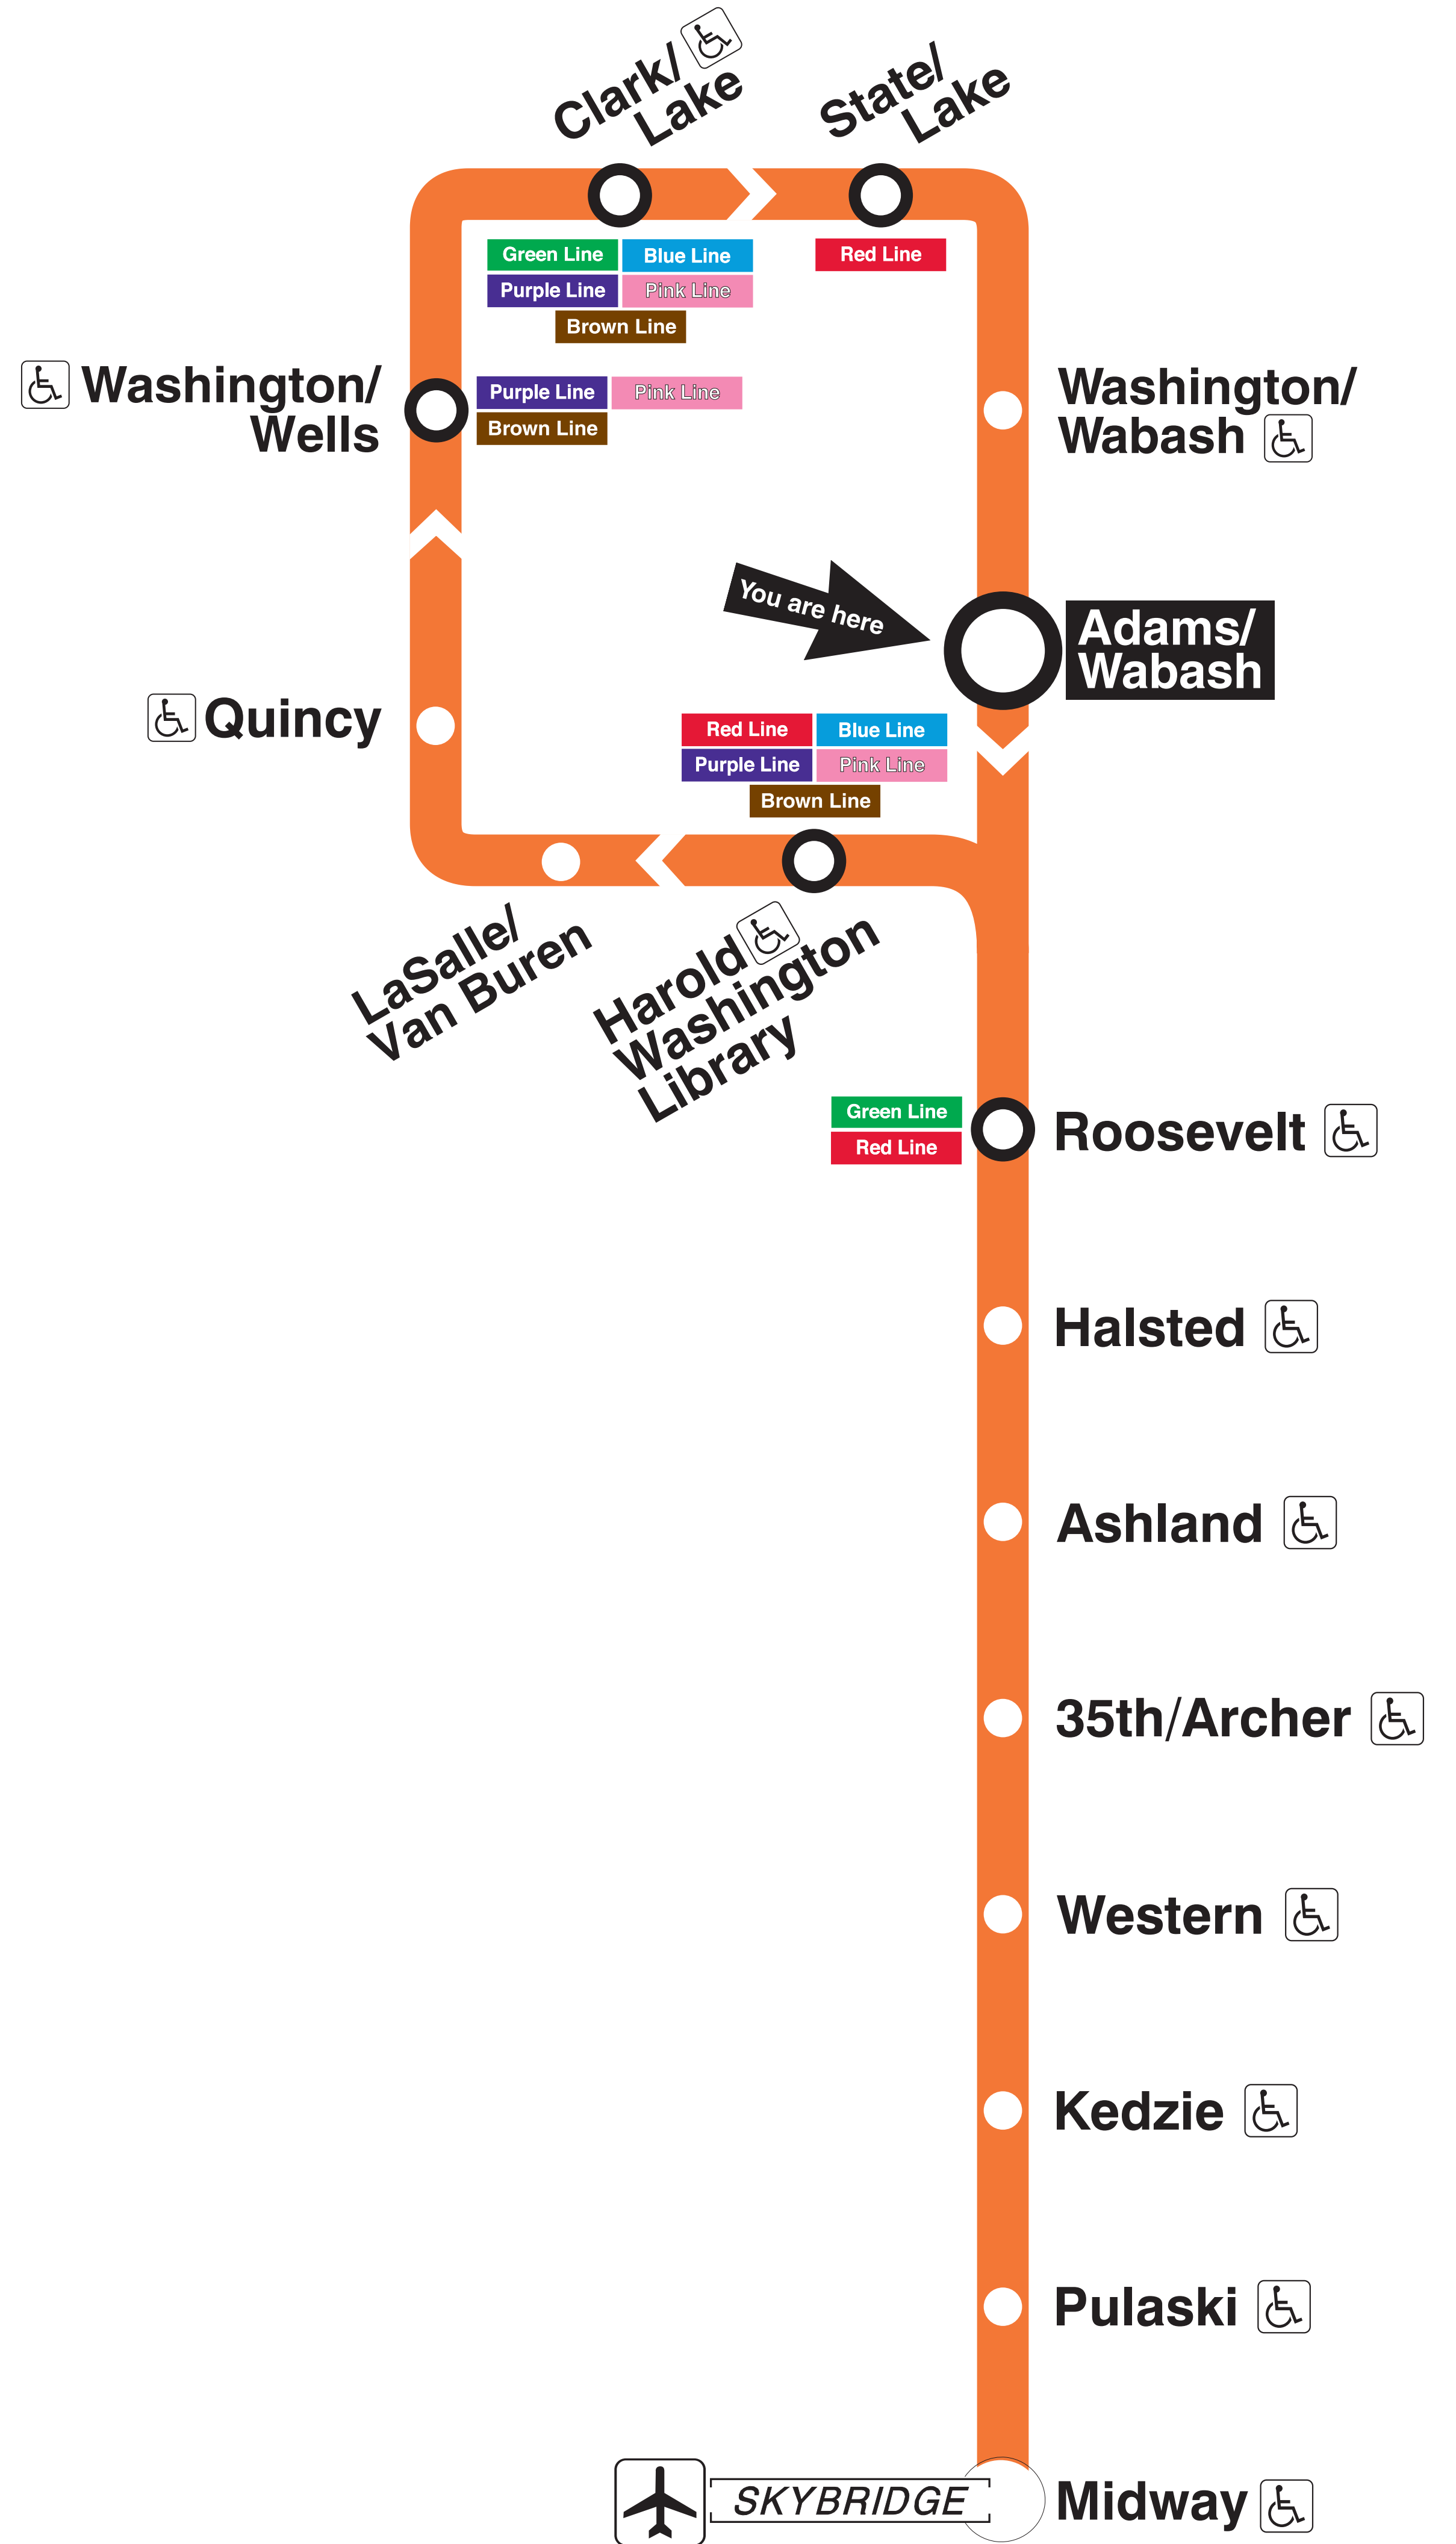 Clark/
Lake
State/
Lake
Green Line
Blue Line
Purple Line
Pink Line
Brown Line
Red Line
Washington/
Wells
Purple Line
Pink Line
Brown Line
Washington/
Wabash
You are here
Adams/
Wabash
Quincy
Red Line
Blue Line
Purple Line
Pink Line
Brown Line
LaSalle/
Van Buren
Harold
Washington
Library
Green Line
Red Line
Roosevelt
Halsted
Ashland
35th/Archer
Western
Kedzie
Pulaski
SKYBRIDGE
Midway